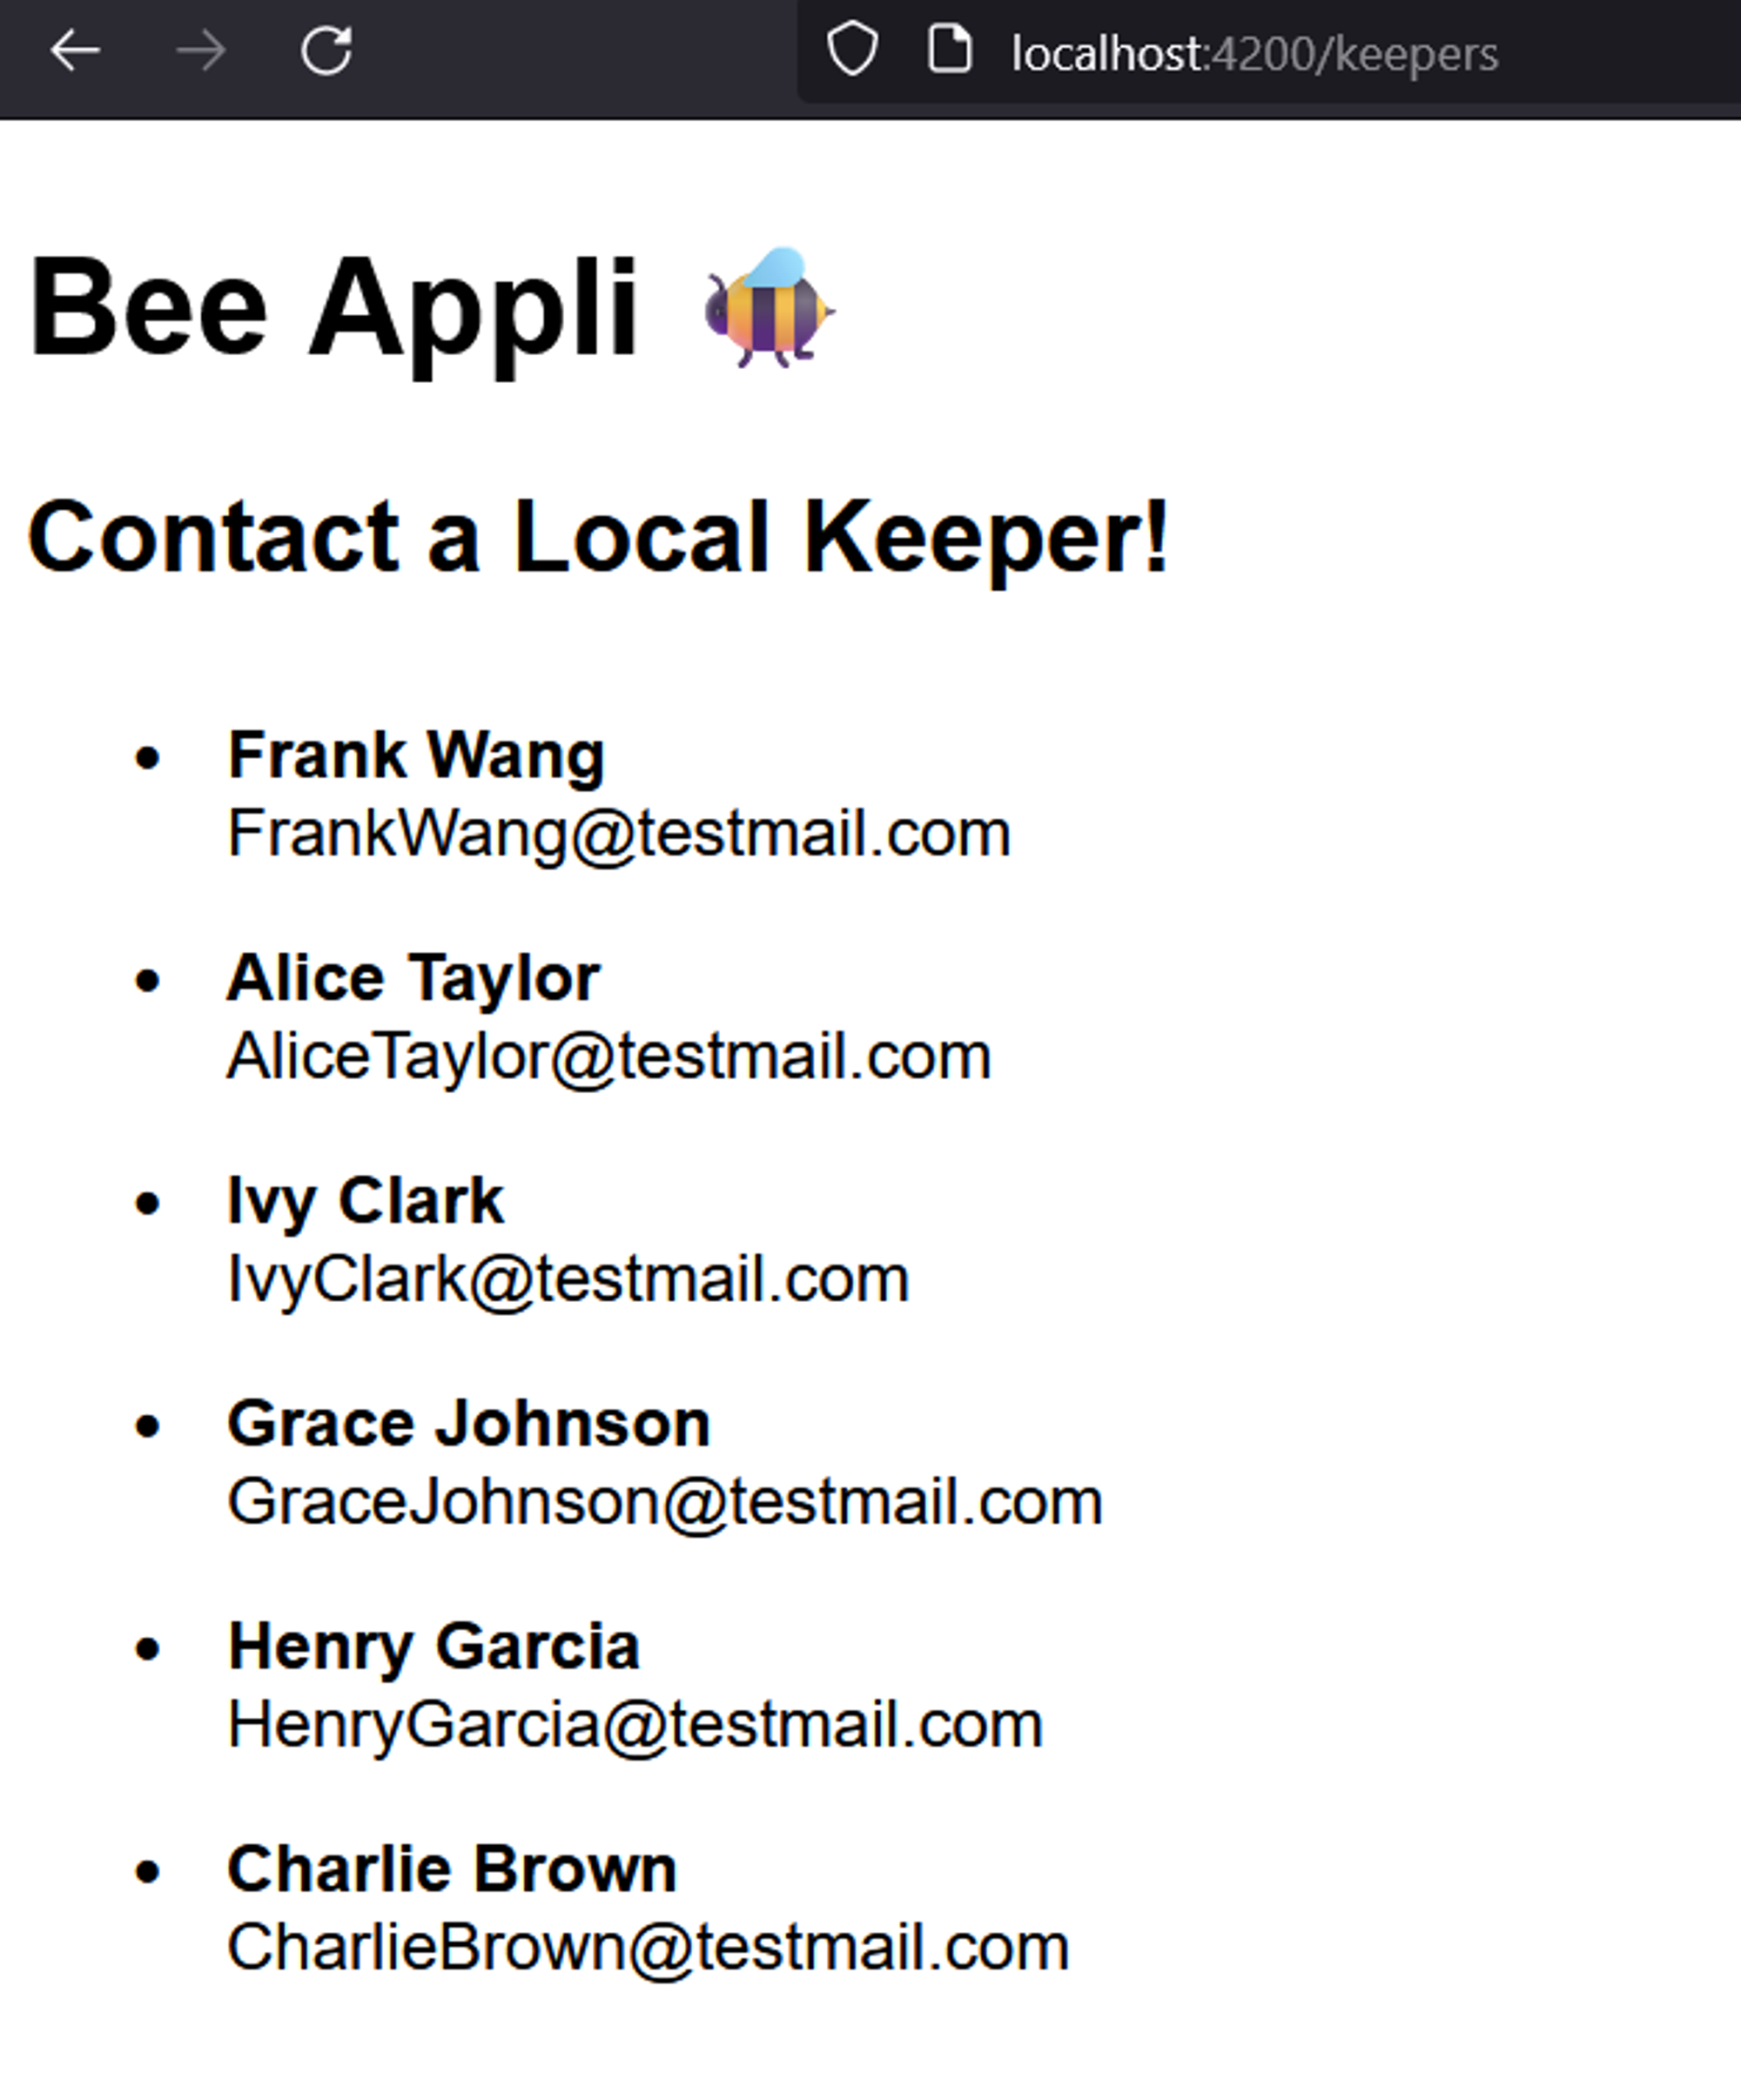 localhost:4200/keepers
Bee Appli
Contact a Local Keeper!
Frank Wang
FrankWang@testmail.com
Alice Taylor
AliceTaylor@testmail.com
Ivy Clark
IvyClark@testmail.com
Grace Johnson
GraceJohnson@testmail.com
Henry Garcia
HenryGarcia@testmail.com
Charlie Brown
CharlieBrown@testmail.com